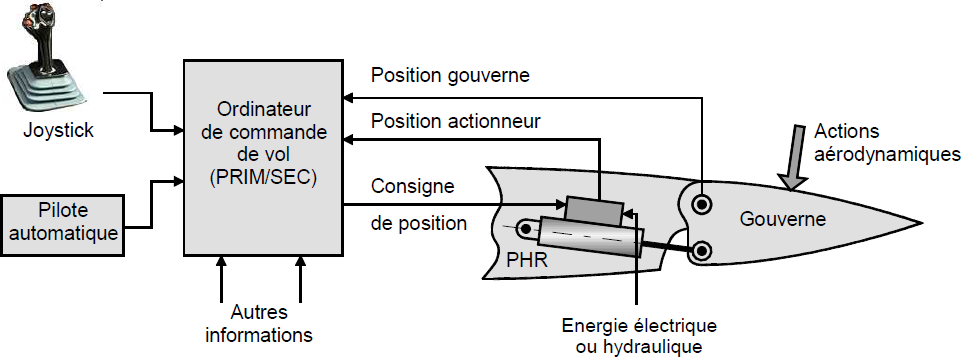 Joystick
Pilote
automatique
Ordinateur
de commande
de vol
(PRIM/SEC)
Autres
informations
Position gouverne
Position actionneur
Consigne
de position
PHR
Gouverne
Actions
aérodynamiques
Energie électrique
ou hydraulique